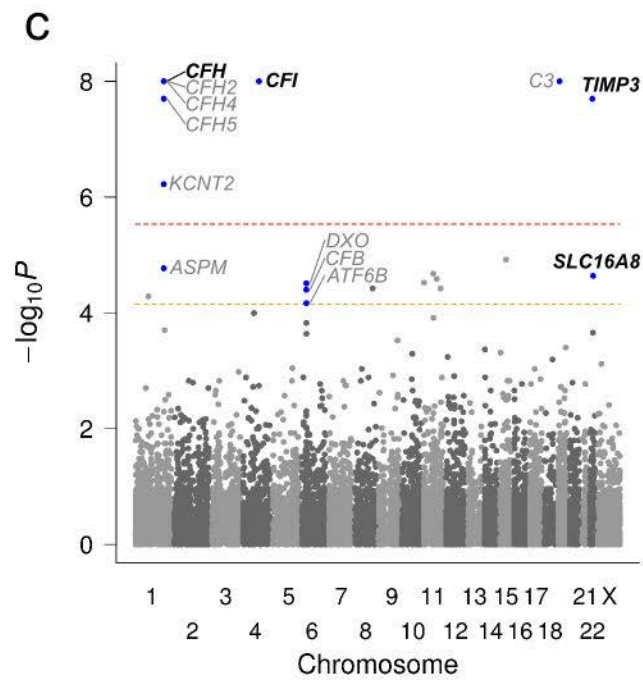 C
CFH
CFH2
CFH4
CFH5
KCNT2
ASPM
CFI
C3
TIMP3
DXO
CFB
ATF6B
SLC16A8
8
6
4
2
0
−log₁₀P
1 3 5 7 9 11 13 15 17 21 X
2 4 6 8 10 12 14 16 18 22
Chromosome